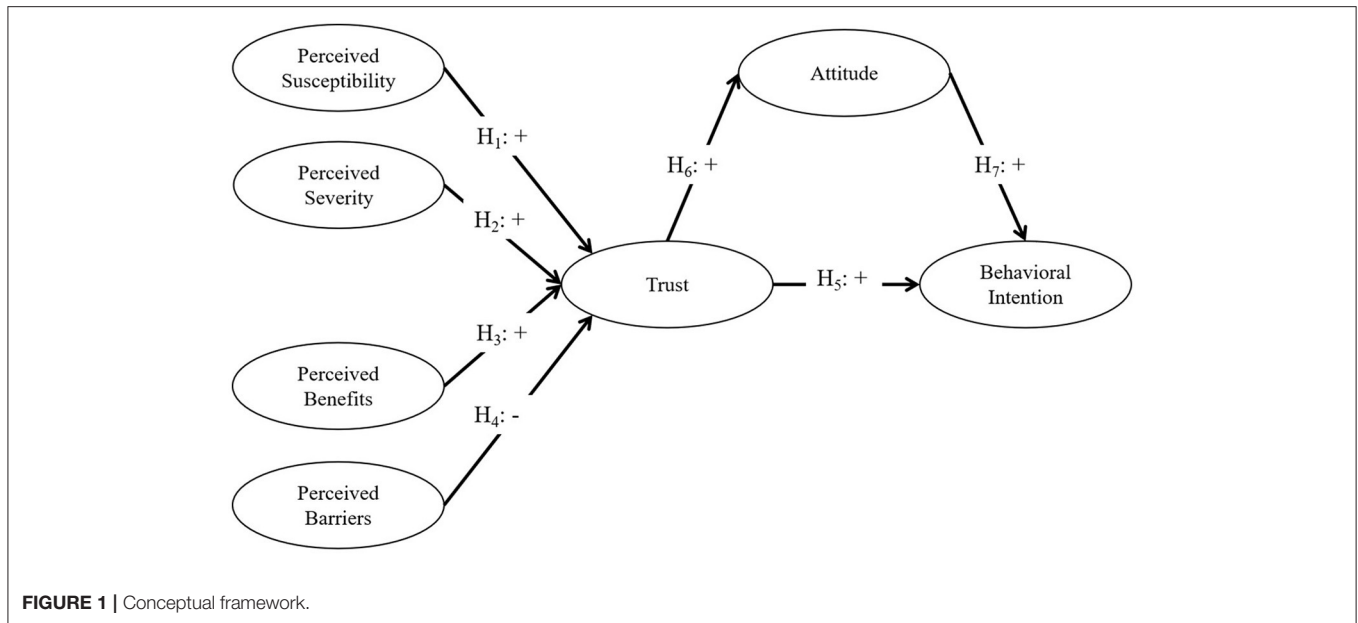 Perceived
Susceptibility
H₁: +
Perceived
Severity
H₂: +
Perceived
Benefits
H₃: +
Perceived
Barriers
H₄: -
Trust
H₆: +
Attitude
H₇: +
H₅: +
Behavioral
Intention
FIGURE 1 | Conceptual framework.